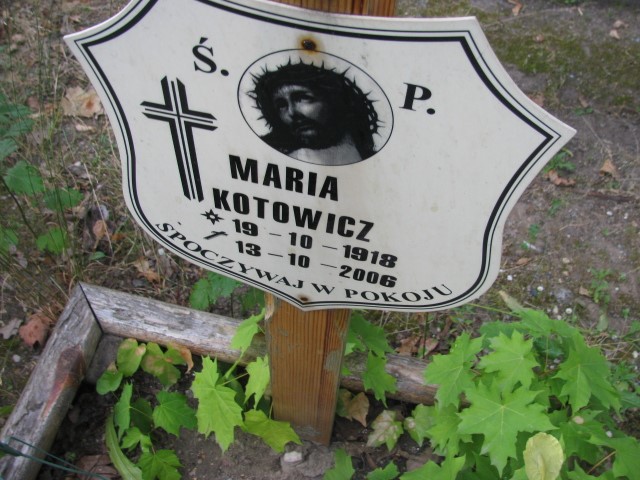 Ś. P.
MARIA
KOTOWICZ
19-10-1918
13-10-2006
SPOCZYWAJ W POKOJU